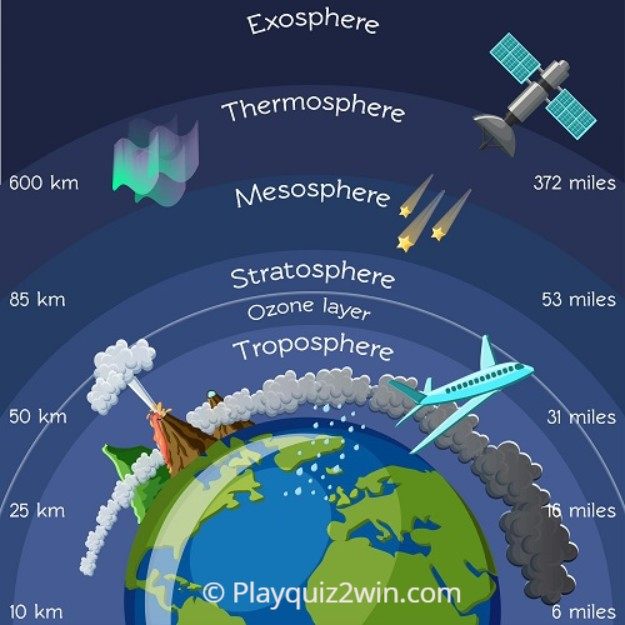 Exosphere
Thermosphere
600 km 372 miles
Mesosphere
Stratosphere
85 km 53 miles
Ozone layer
Troposphere
50 km 31 miles
25 km 16 miles
© Playquiz2win.com
10 km 6 miles